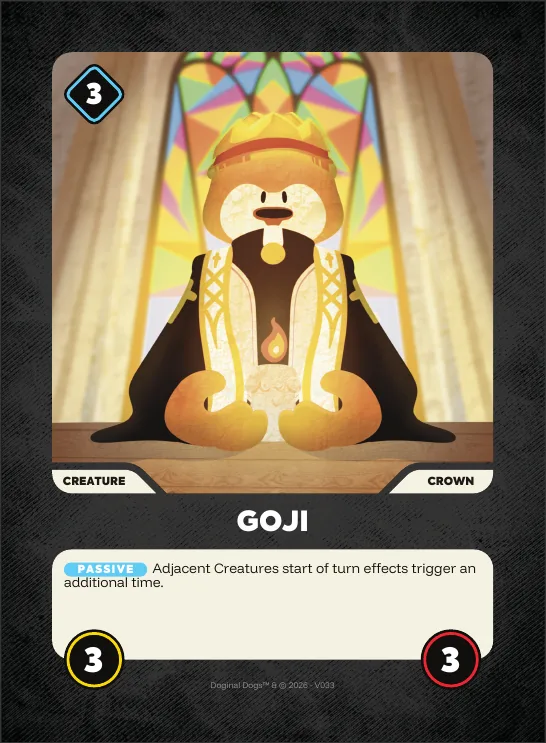 3
CREATURE
CROWN
GOJI
PASSIVE Adjacent Creatures start of turn effects trigger an
additional time.
3
3
Doginal Dogs™ & © 2026 · V033